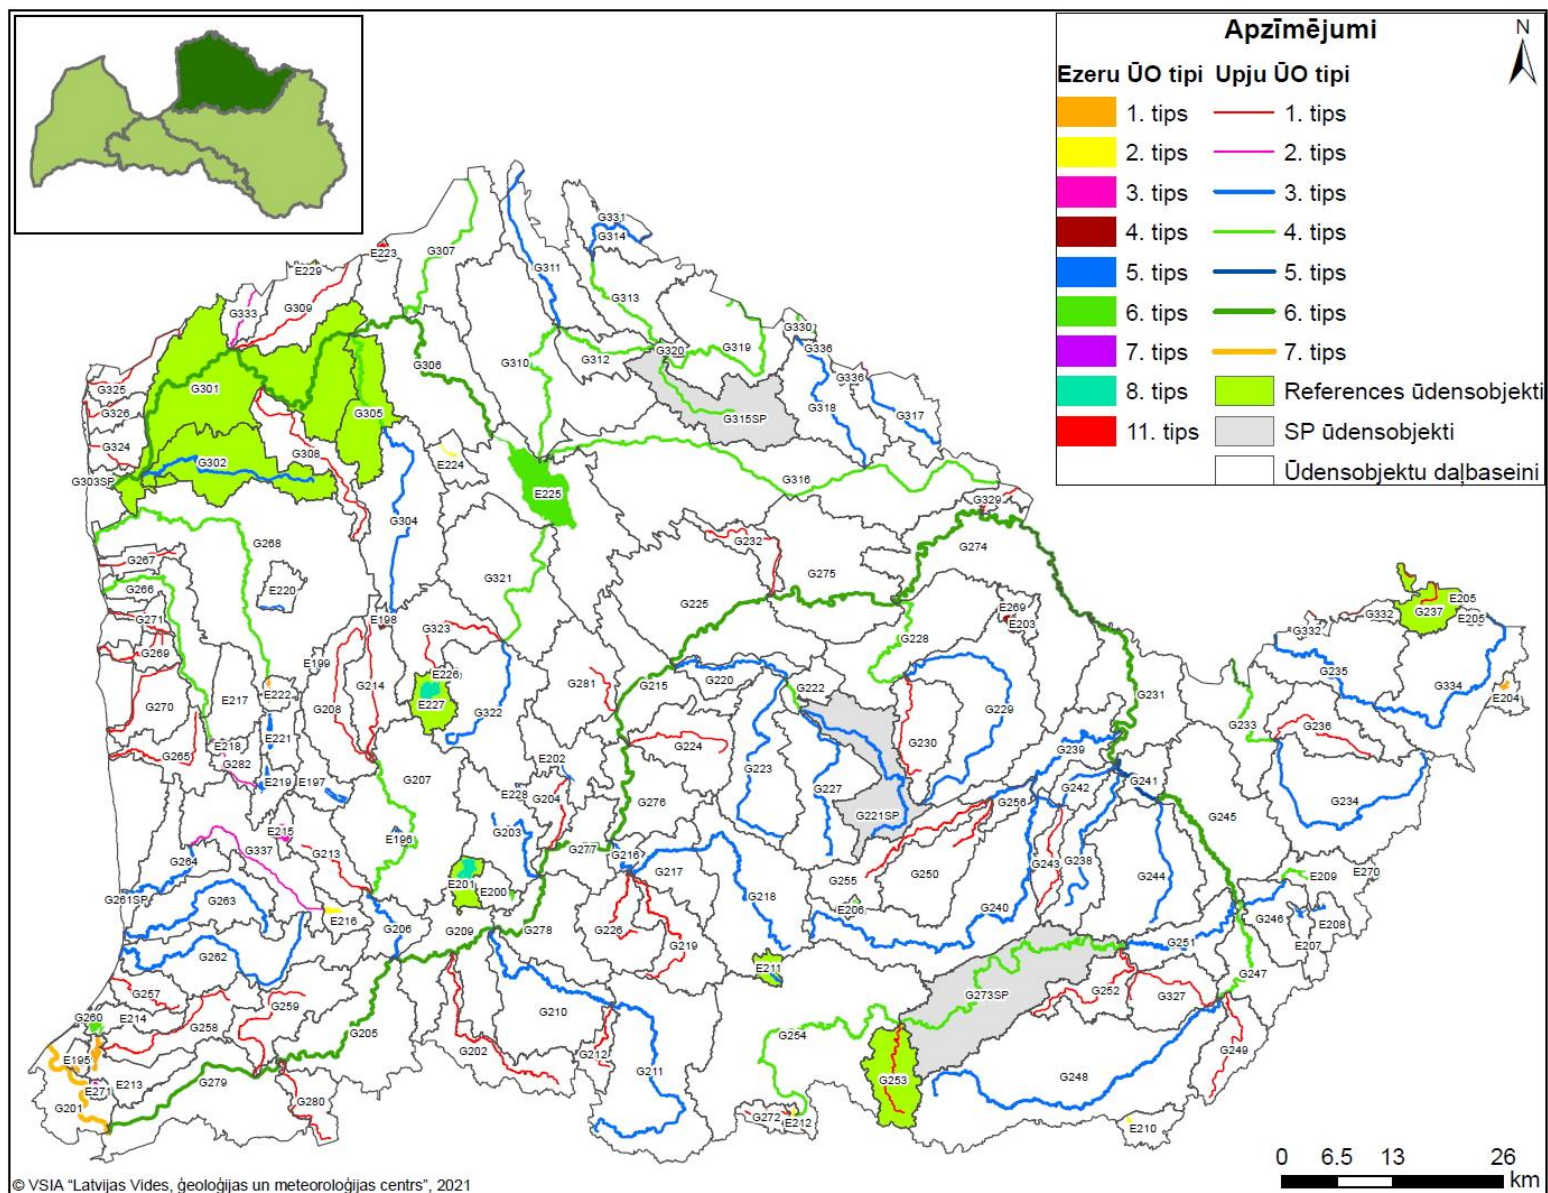 Apzīmējumi
N
Ezeru ŪO tipi Upju ŪO tipi
1. tips 1. tips
2. tips 2. tips
3. tips 3. tips
4. tips 4. tips
5. tips 5. tips
6. tips 6. tips
7. tips 7. tips
8. tips References ūdensobjekti
11. tips SP ūdensobjekti
Ūdensobjektu daļbaseini
G331
G314
E223 G307
E229 G311
G333 G309 G313
G330
G320 G319 G336
G312
G306 G310
G325 G301 G336
G326 G305 G315SP G318 G317
G324 G308
G302 E224
G303SP G316
E225
G329
G304
G268 G232 G274
G267
G321 G275
G266 E220
G225
G271 E198 G323 E269 E203
G269 G228
E205
G237
G332 E205
G332
E199 E226 G281 G215 G220 G222 G235
E217 E222 G214 E227 G231 G334
G270 G208 G322 G229 E204
E221 G233 G236
E218 G224 G230 G239
G265 G282 E202
E219 E197 G207 G223 G241
E228 G204 G276 G227 G242 G234
G256
E215 G203 G221SP G245
E196
G337 G213 G277 G216
G264 G217 G243 G238
E201 E200 G255 G250 G244 E209 E270
G261SP G263 G218 E206 G240
E216 G246 E208
G206 G209 G278 G226 E207
G219 G251
G262 E211 G247
G257 G259 G273SP G252 G327
G260 E214 G258 G210
G205 G254
E195 G202 G212 G249
E271 E213 G279 G211 G253 G248
G201 G280
G272 E212 E210
0 6.5 13 26
km
© VSIA “Latvijas Vides, ģeoloģijas un meteoroloģijas centrs”, 2021